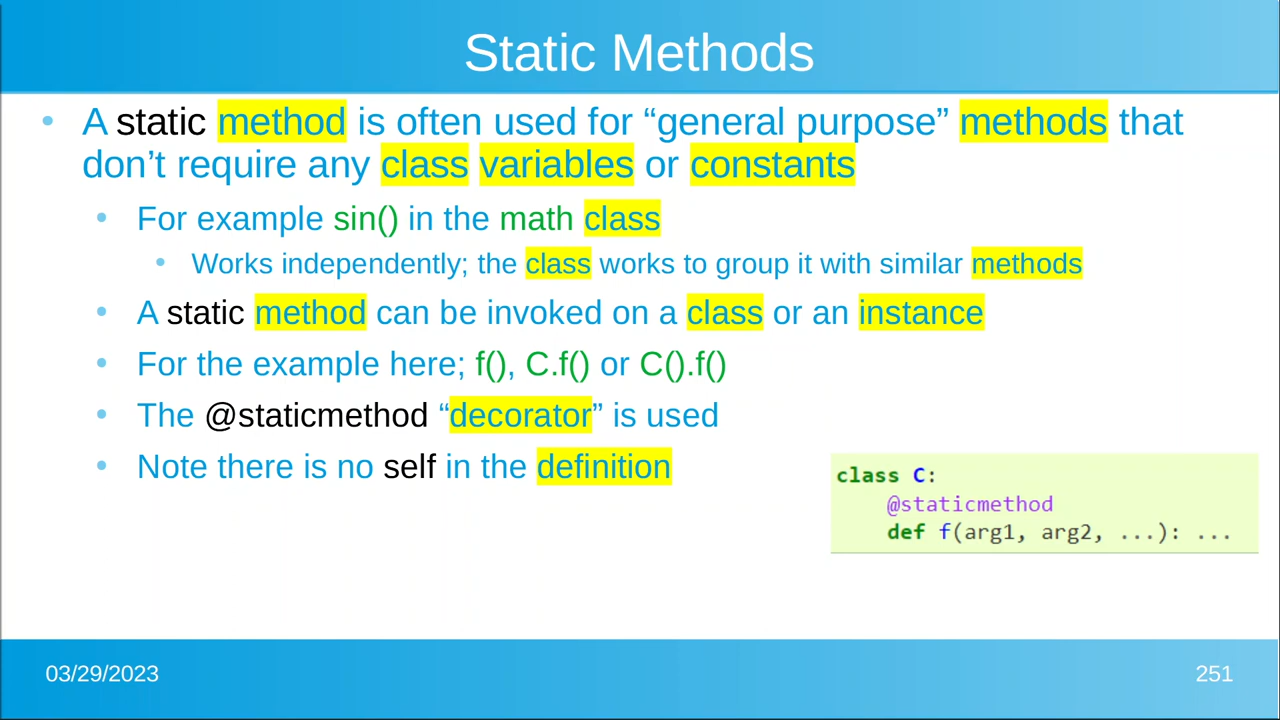 Static Methods
• A static method is often used for “general purpose” methods that
don’t require any class variables or constants
• For example sin() in the math class
• Works independently; the class works to group it with similar methods
• A static method can be invoked on a class or an instance
• For the example here; f(), C.f() or C().f()
• The @staticmethod “decorator” is used
• Note there is no self in the definition
class C:
    @staticmethod
    def f(arg1, arg2, ...): ...
03/29/2023
251